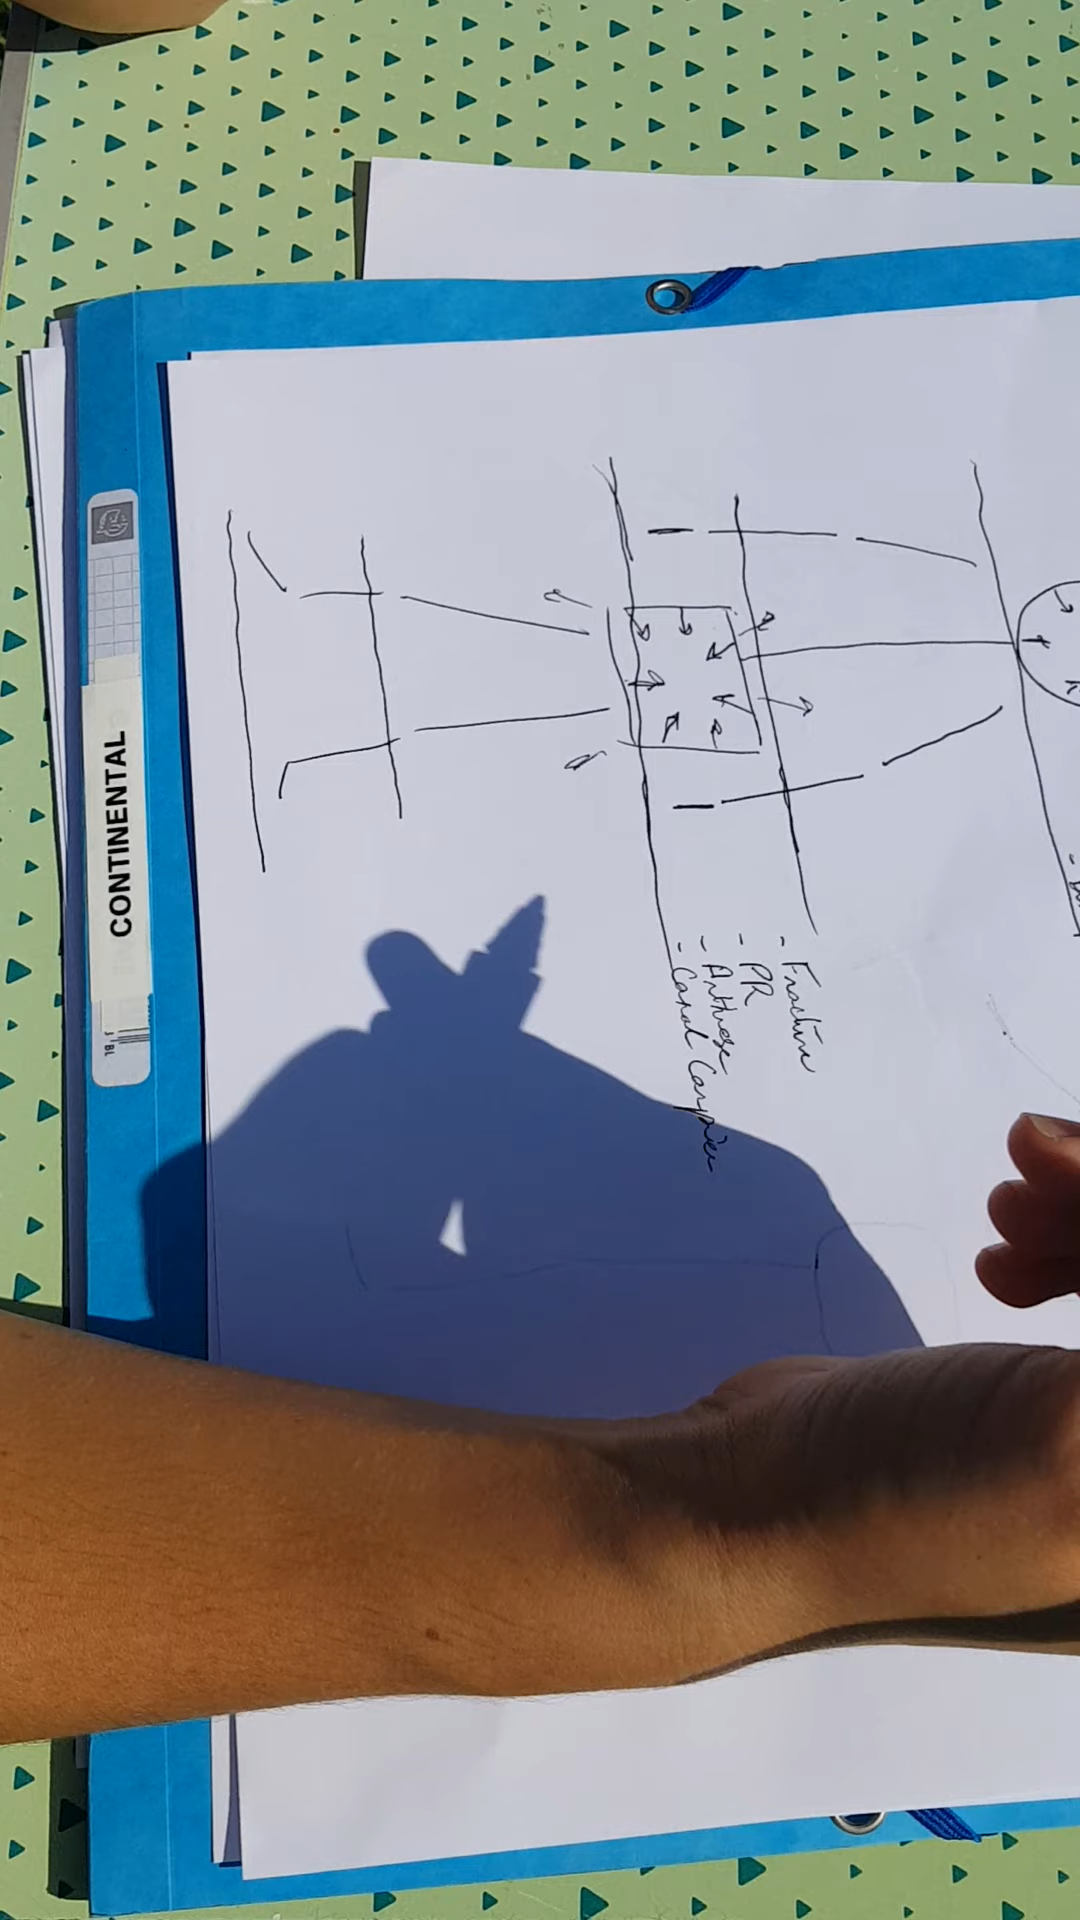 - Fracture
- PR
- Arthrose
- Canal Carpien
CONTINENTAL